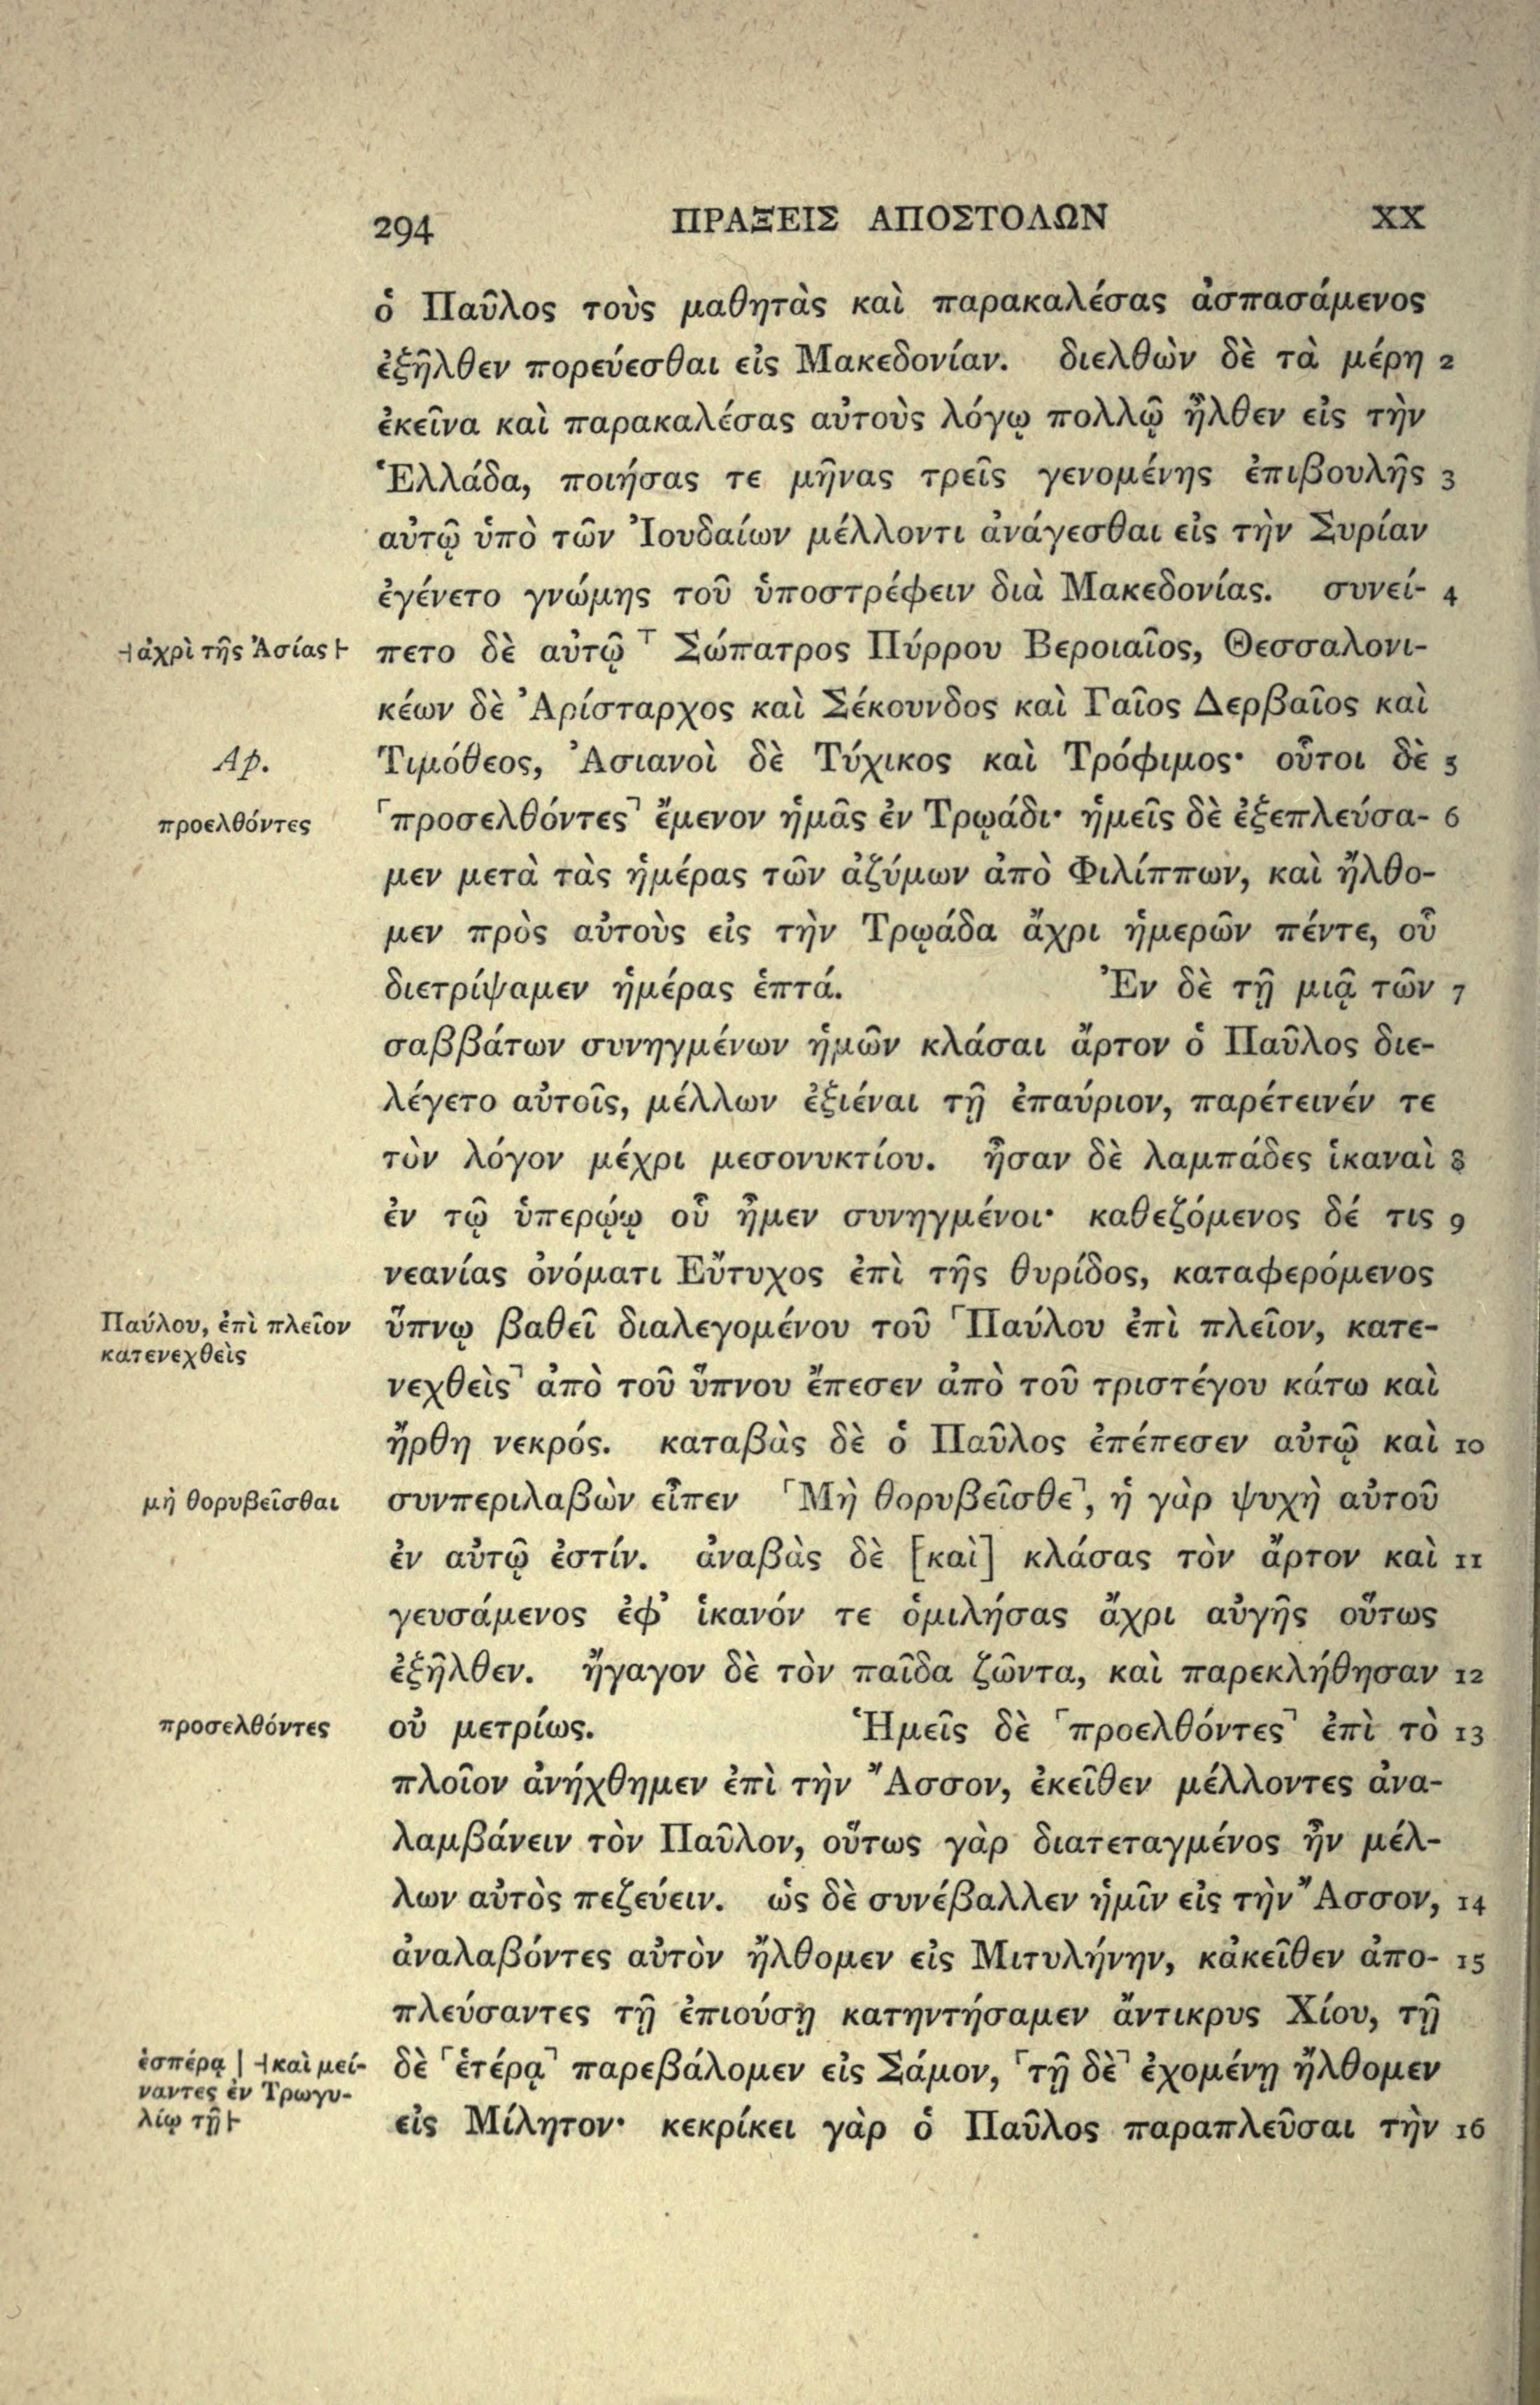 294 ΠΡΑΞΕΙΣ ΑΠΟΣΤΟΛΩΝ XX
ὁ Παῦλος τοὺς μαθητὰς καὶ παρακαλέσας ἀσπασάμενος
ἐξῆλθεν πορεύεσθαι εἰς Μακεδονίαν. διελθὼν δὲ τὰ μέρη 2
ἐκεῖνα καὶ παρακαλέσας αὐτοὺς λόγῳ πολλῷ ἦλθεν εἰς τὴν
Ἑλλάδα, ποιήσας τε μῆνας τρεῖς γενομένης ἐπιβουλῆς 3
αὐτῷ ὑπὸ τῶν Ἰουδαίων μέλλοντι ἀνάγεσθαι εἰς τὴν Συρίαν
ἐγένετο γνώμης τοῦ ὑποστρέφειν διὰ Μακεδονίας. συνεί- 4
⊣ἀχρὶ τῆς Ἀσίας⊢ πετο δὲ αὐτῷ ⸆ Σώπατρος Πύρρου Βεροιαῖος, Θεσσαλονι-
κέων δὲ Ἀρίσταρχος καὶ Σέκουνδος καὶ Γαῖος Δερβαῖος καὶ
Ap. Τιμόθεος, Ἀσιανοὶ δὲ Τύχικος καὶ Τρόφιμος· οὗτοι δὲ 5
προελθόντες ⸀προσελθόντες⸃ ἔμενον ἡμᾶς ἐν Τρῳάδι· ἡμεῖς δὲ ἐξεπλεύσα- 6
μεν μετὰ τὰς ἡμέρας τῶν ἀζύμων ἀπὸ Φιλίππων, καὶ ἤλθο-
μεν πρὸς αὐτοὺς εἰς τὴν Τρῳάδα ἄχρι ἡμερῶν πέντε, οὗ
διετρίψαμεν ἡμέρας ἑπτά. Ἐν δὲ τῇ μιᾷ τῶν 7
σαββάτων συνηγμένων ἡμῶν κλάσαι ἄρτον ὁ Παῦλος διε-
λέγετο αὐτοῖς, μέλλων ἐξιέναι τῇ ἐπαύριον, παρέτεινέν τε
τὸν λόγον μέχρι μεσονυκτίου. ἦσαν δὲ λαμπάδες ἱκαναὶ 8
ἐν τῷ ὑπερῴῳ οὗ ἦμεν συνηγμένοι· καθεζόμενος δέ τις 9
νεανίας ὀνόματι Εὔτυχος ἐπὶ τῆς θυρίδος, καταφερόμενος
Παύλου, ἐπὶ πλεῖον ὕπνῳ βαθεῖ διαλεγομένου τοῦ ⸂Παύλου ἐπὶ πλεῖον, κατε-
κατενεχθεὶς
νεχθεὶς⸃ ἀπὸ τοῦ ὕπνου ἔπεσεν ἀπὸ τοῦ τριστέγου κάτω καὶ
ἤρθη νεκρός. καταβὰς δὲ ὁ Παῦλος ἐπέπεσεν αὐτῷ καὶ 10
μὴ θορυβεῖσθαι συνπεριλαβὼν εἶπεν ⸂Μὴ θορυβεῖσθε⸃, ἡ γὰρ ψυχὴ αὐτοῦ
ἐν αὐτῷ ἐστίν. ἀναβὰς δὲ [καὶ] κλάσας τὸν ἄρτον καὶ 11
γευσάμενος ἐφ’ ἱκανόν τε ὁμιλήσας ἄχρι αὐγῆς οὕτως
ἐξῆλθεν. ἤγαγον δὲ τὸν παῖδα ζῶντα, καὶ παρεκλήθησαν 12
προσελθόντες οὐ μετρίως. Ἡμεῖς δὲ ⸂προελθόντες⸃ ἐπὶ τὸ 13
πλοῖον ἀνήχθημεν ἐπὶ τὴν Ἄσσον, ἐκεῖθεν μέλλοντες ἀνα-
λαμβάνειν τὸν Παῦλον, οὕτως γὰρ διατεταγμένος ἦν μέλ-
λων αὐτὸς πεζεύειν. ὡς δὲ συνέβαλλεν ἡμῖν εἰς τὴν Ἄσσον, 14
ἀναλαβόντες αὐτὸν ἤλθομεν εἰς Μιτυλήνην, κἀκεῖθεν ἀπο- 15
πλεύσαντες τῇ ἐπιούσῃ κατηντήσαμεν ἄντικρυς Χίου, τῇ
ἑσπέρᾳ | ⊣καὶ μεί- δὲ ⸂ἑτέρᾳ⸃ παρεβάλομεν εἰς Σάμον, ⸂τῇ δὲ⸃ ἐχομένῃ ἤλθομεν
ναντες ἐν Τρωγυ-
λίῳ τῇ⊢ εἰς Μίλητον· κεκρίκει γὰρ ὁ Παῦλος παραπλεῦσαι τὴν 16